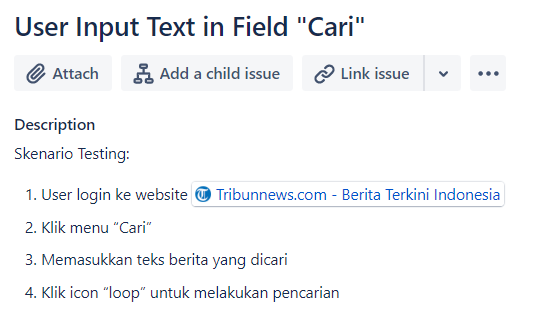 User Input Text in Field "Cari"
Attach Add a child issue Link issue
Description
Skenario Testing:
1. User login ke website Tribunnews.com - Berita Terkini Indonesia
2. Klik menu “Cari”
3. Memasukkan teks berita yang dicari
4. Klik icon “loop” untuk melakukan pencarian